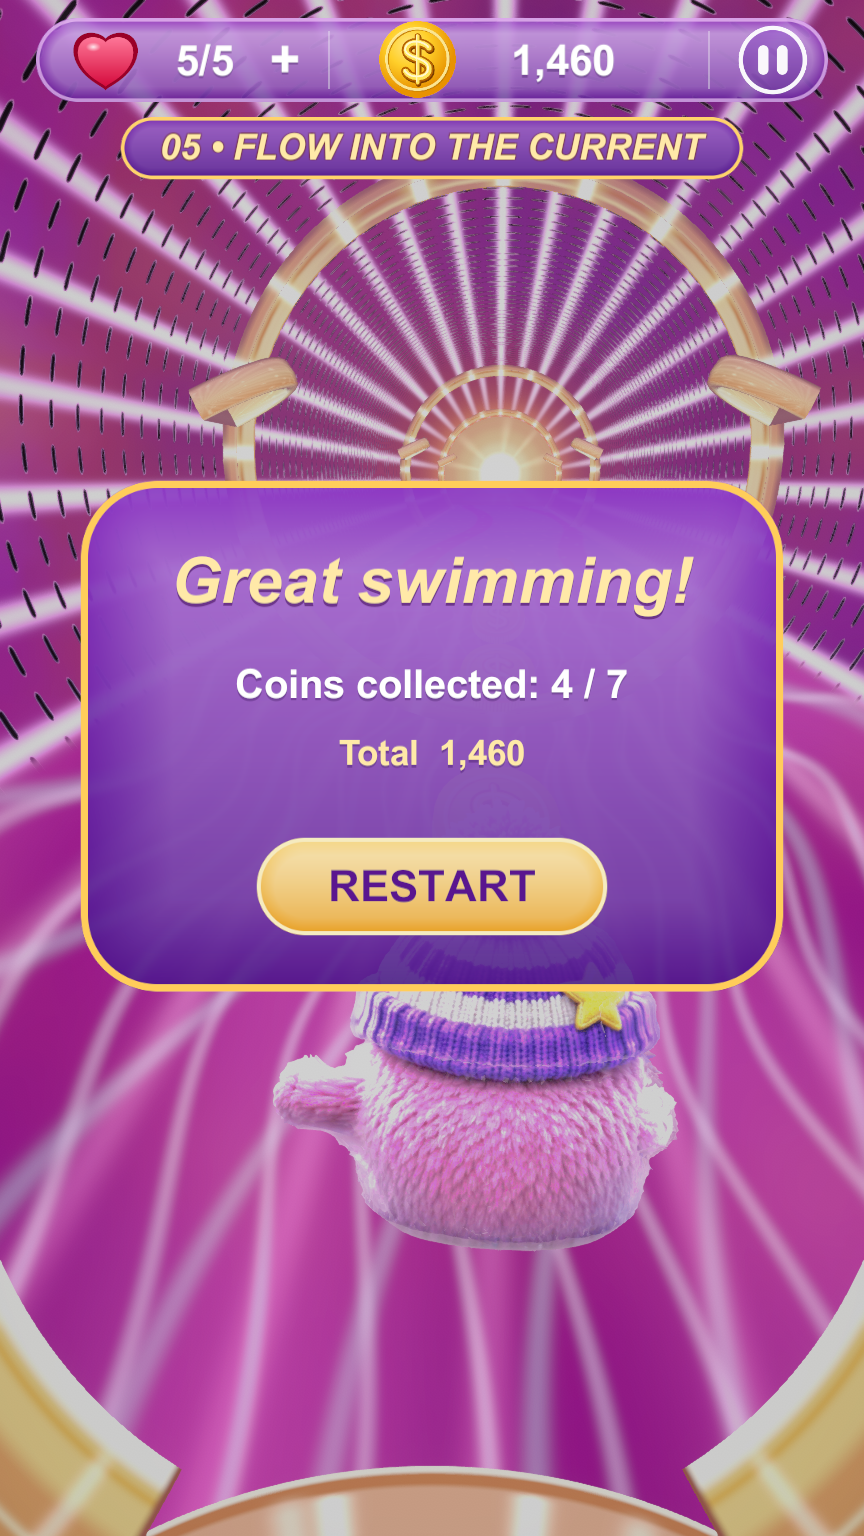 5/5 + $ 1,460
05 • FLOW INTO THE CURRENT
Great swimming!
Coins collected: 4 / 7
Total 1,460
RESTART